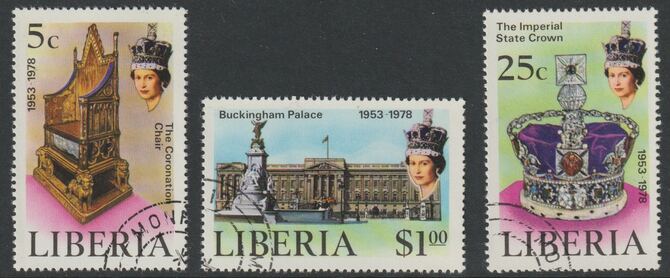 5c
1953-1978
The Coronation
Chair
LIBERIA
Buckingham Palace
1953-1978
LIBERIA
$1.00
The Imperial
State Crown
25c
1953-1978
LIBERIA